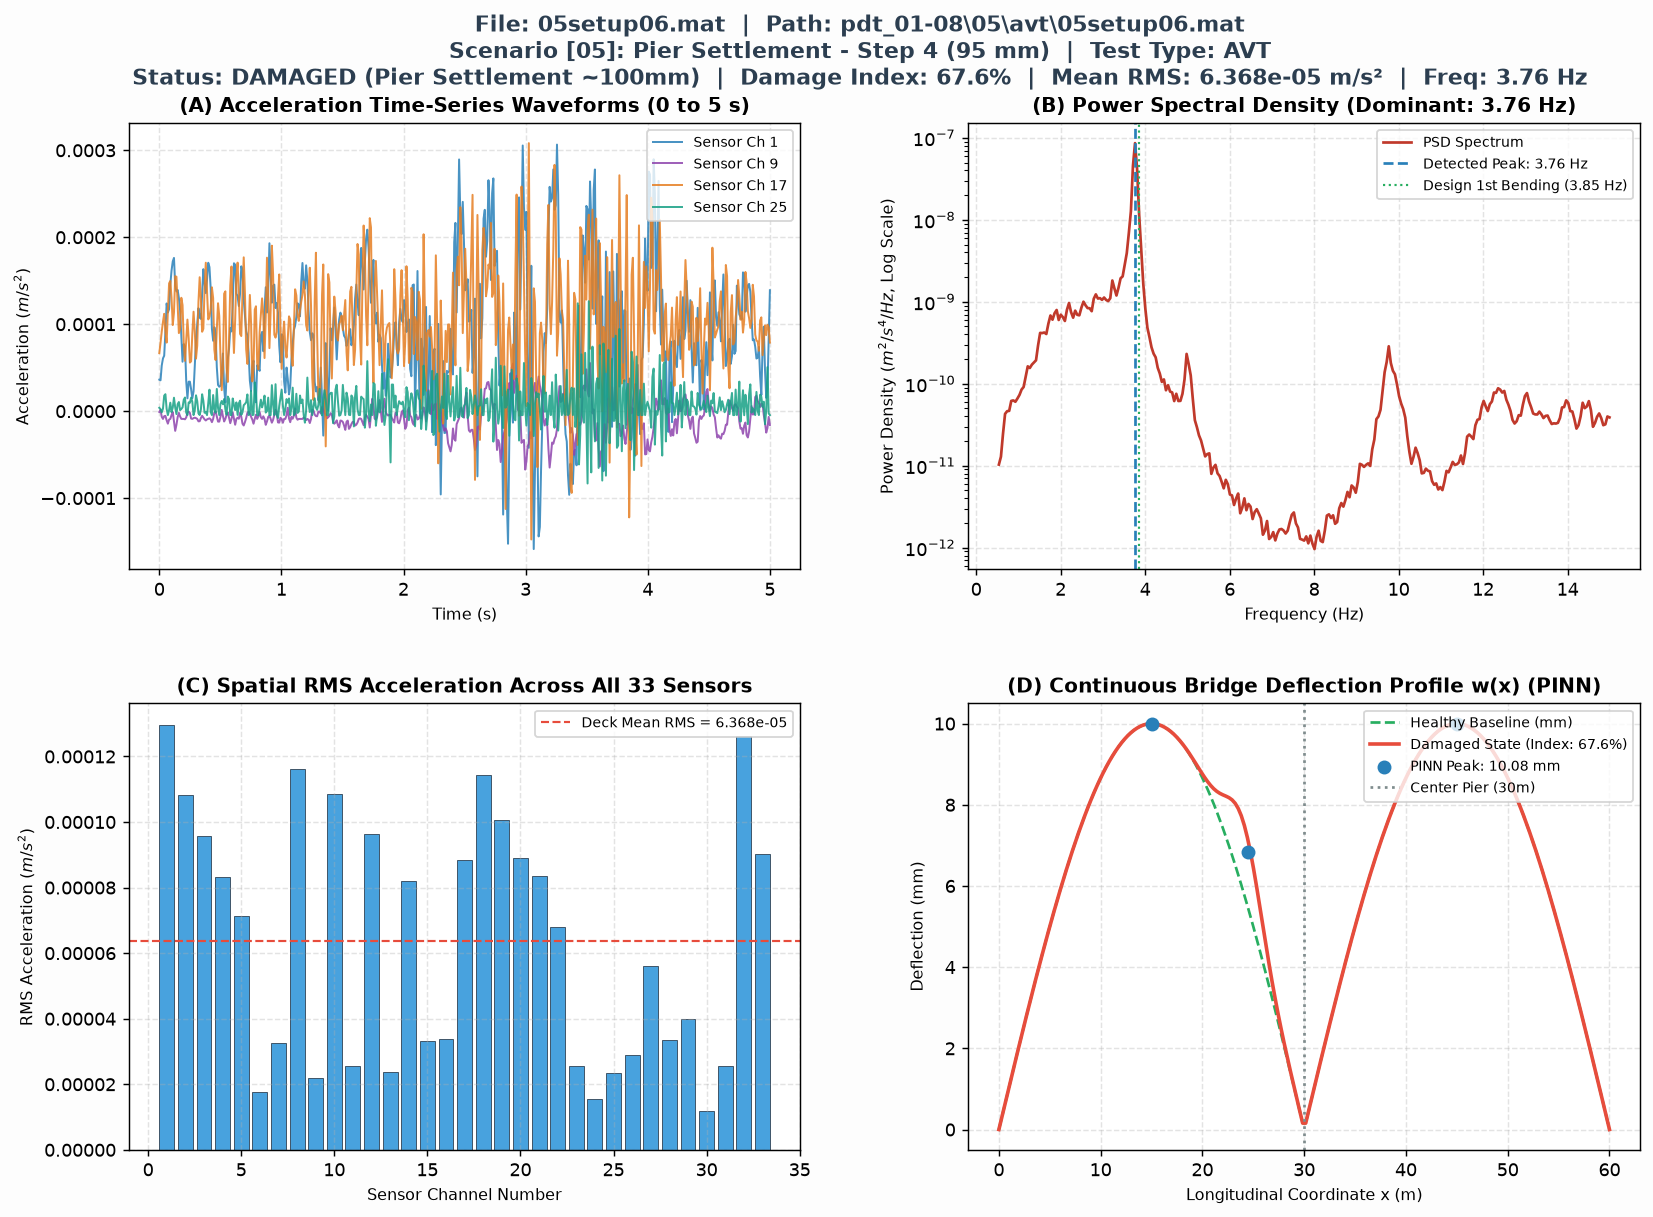 File: 05setup06.mat | Path: pdt_01-08\05\avt\05setup06.mat
Scenario [05]: Pier Settlement - Step 4 (95 mm) | Test Type: AVT
Status: DAMAGED (Pier Settlement ~100mm) | Damage Index: 67.6% | Mean RMS: 6.368e-05 m/s² | Freq: 3.76 Hz
(A) Acceleration Time-Series Waveforms (0 to 5 s)
Sensor Ch 1
Sensor Ch 9
Sensor Ch 17
Sensor Ch 25
Acceleration (m/s²)
0.0003
0.0002
0.0001
0.0000
−0.0001
0 1 2 3 4 5
Time (s)
(B) Power Spectral Density (Dominant: 3.76 Hz)
PSD Spectrum
Detected Peak: 3.76 Hz
Design 1st Bending (3.85 Hz)
Power Density (m²/s⁴/Hz, Log Scale)
10⁻⁷
10⁻⁸
10⁻⁹
10⁻¹⁰
10⁻¹¹
10⁻¹²
0 2 4 6 8 10 12 14
Frequency (Hz)
(C) Spatial RMS Acceleration Across All 33 Sensors
Deck Mean RMS = 6.368e-05
RMS Acceleration (m/s²)
0.00012
0.00010
0.00008
0.00006
0.00004
0.00002
0.00000
0 5 10 15 20 25 30 35
Sensor Channel Number
(D) Continuous Bridge Deflection Profile w(x) (PINN)
Healthy Baseline (mm)
Damaged State (Index: 67.6%)
PINN Peak: 10.08 mm
Center Pier (30m)
Deflection (mm)
10
8
6
4
2
0
0 10 20 30 40 50 60
Longitudinal Coordinate x (m)